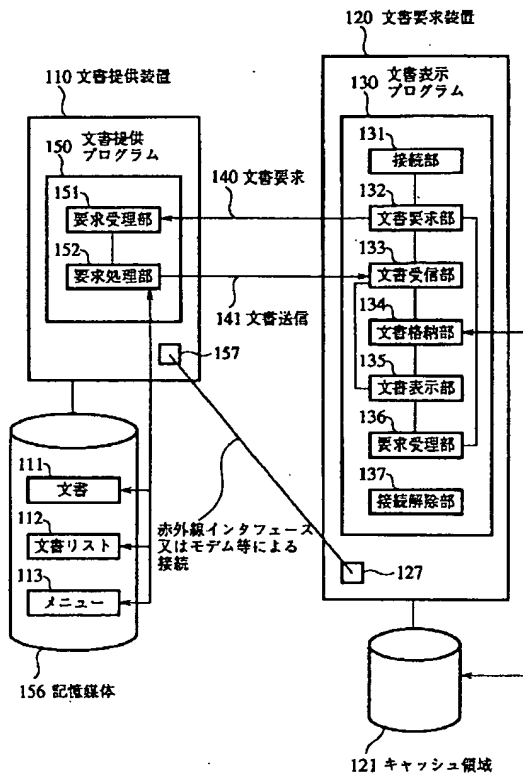 120 文書要求装置
110 文書提供装置
文書表示
プログラム
130
文書提供
プログラム
150
131
接続部
151
要求受理部
140 文書要求
132
文書要求部
152
要求処理部
133
文書受信部
141 文書送信
134
文書格納部
157
135
文書表示部
136
要求受理部
111
文書
137
接続解除部
112
文書リスト
赤外線インタフェース
又はモデム等による
接続
113
メニュー
127
156 記憶媒体
121 キャッシュ領域